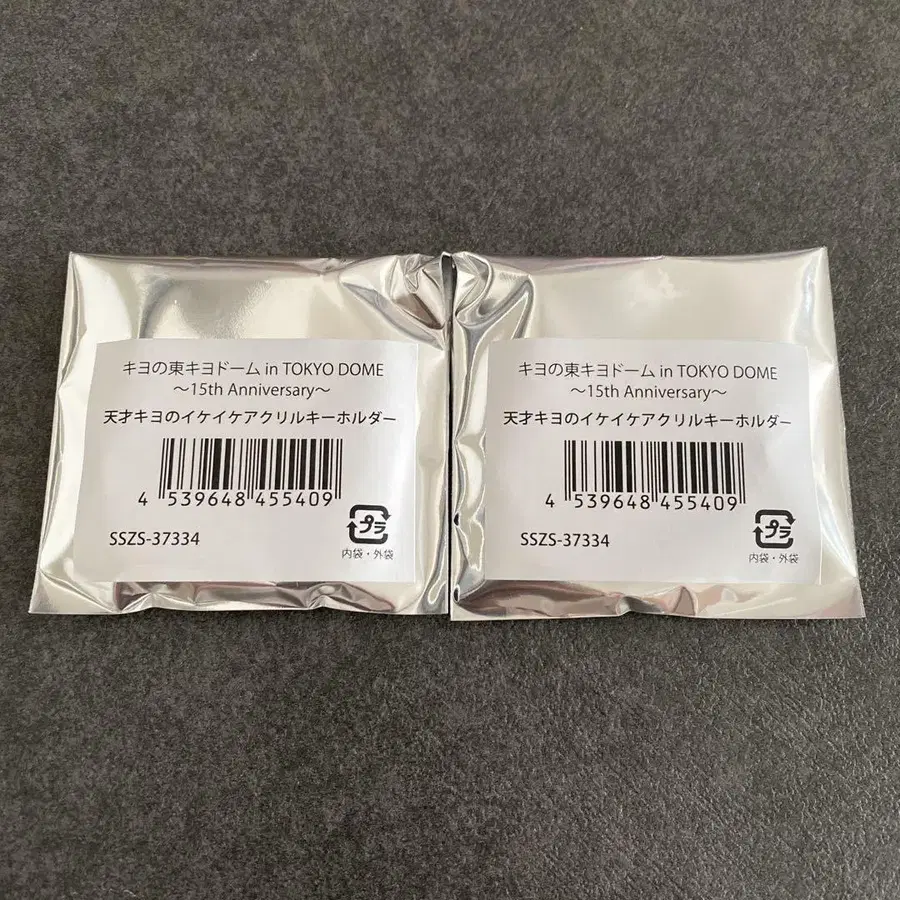 キヨの東キヨドーム in TOKYO DOME
〜15th Anniversary〜
天才キヨのイケイケアクリルキーホルダー
4 539648 455409
SSZS-37334
プラ
内袋・外袋
キヨの東キヨドーム in TOKYO DOME
〜15th Anniversary〜
天才キヨのイケイケアクリルキーホルダー
4 539648 455409
SSZS-37334
プラ
内袋・外袋